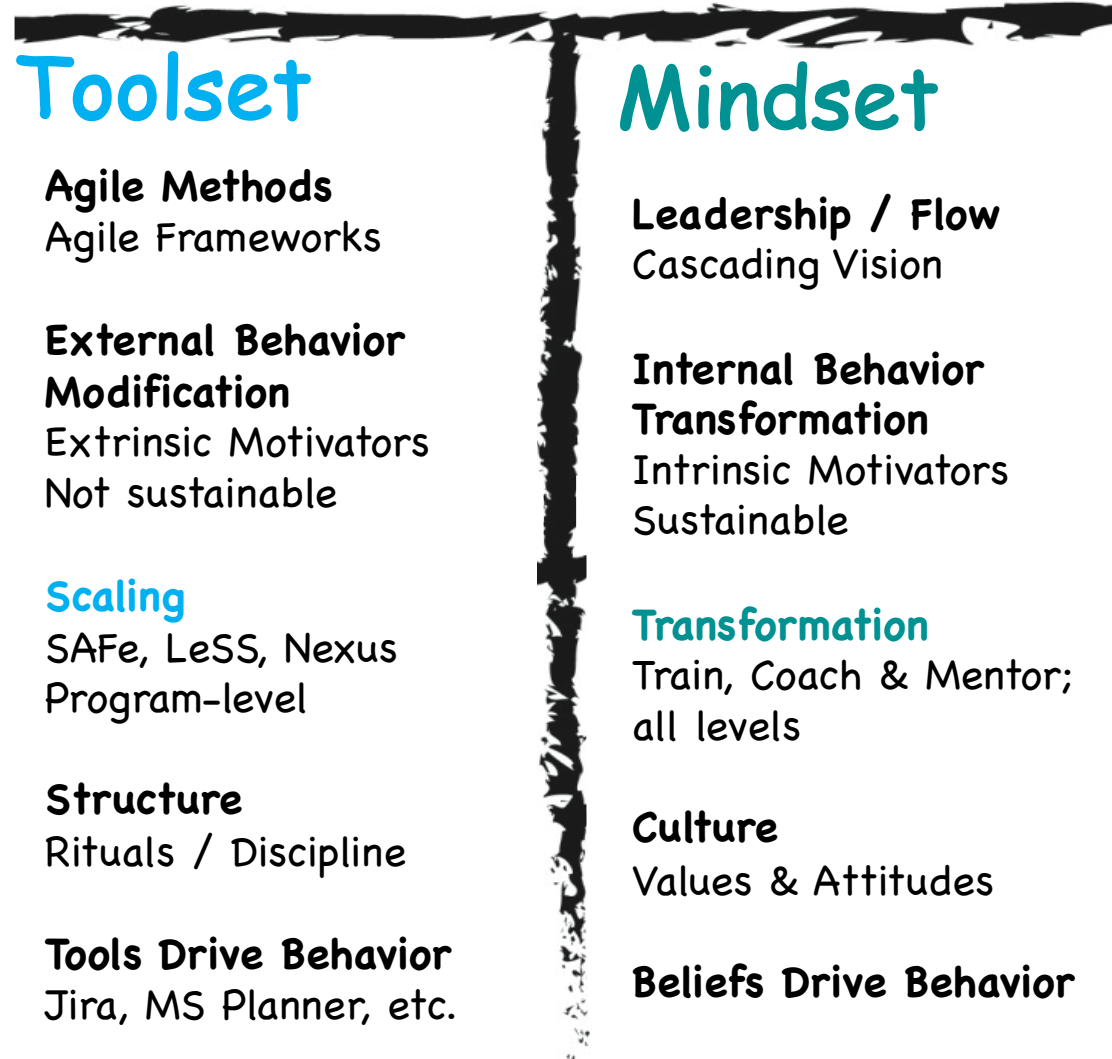 Toolset
Agile Methods
Agile Frameworks
External Behavior
Modification
Extrinsic Motivators
Not sustainable
Scaling
SAFe, LeSS, Nexus
Program-level
Structure
Rituals / Discipline
Tools Drive Behavior
Jira, MS Planner, etc.
Mindset
Leadership / Flow
Cascading Vision
Internal Behavior
Transformation
Intrinsic Motivators
Sustainable
Transformation
Train, Coach & Mentor;
all levels
Culture
Values & Attitudes
Beliefs Drive Behavior